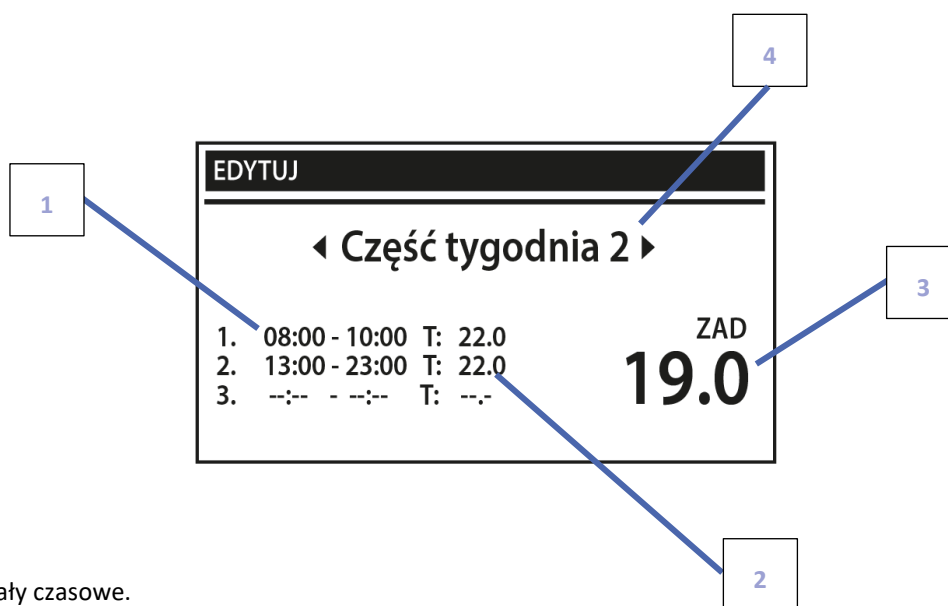 4
EDYTUJ
1
Część tygodnia 2
3
ZAD
1. 08:00 - 10:00 T: 22.0
2. 13:00 - 23:00 T: 22.0
19.0
3. --:-- - --:-- T: --.-
2
czasowe.